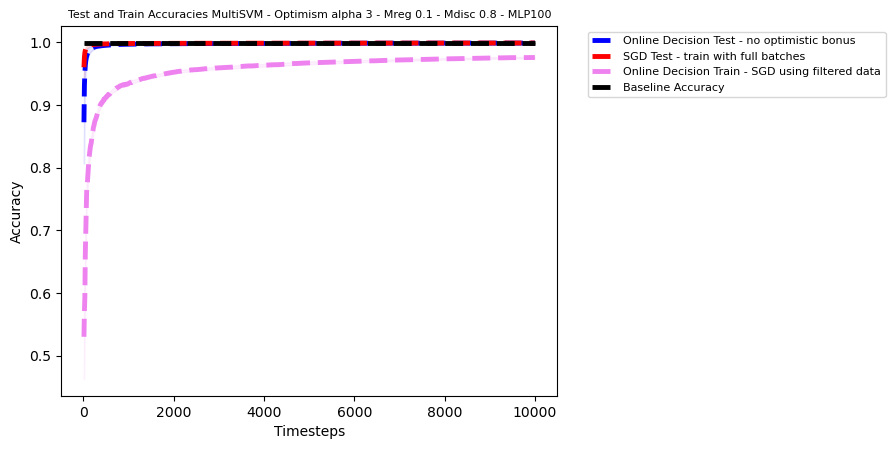 Test and Train Accuracies MultiSVM - Optimism alpha 3 - Mreg 0.1 - Mdisc 0.8 - MLP100
Online Decision Test - no optimistic bonus
SGD Test - train with full batches
Online Decision Train - SGD using filtered data
Baseline Accuracy
Accuracy
1.0
0.9
0.8
0.7
0.6
0.5
0 2000 4000 6000 8000 10000
Timesteps